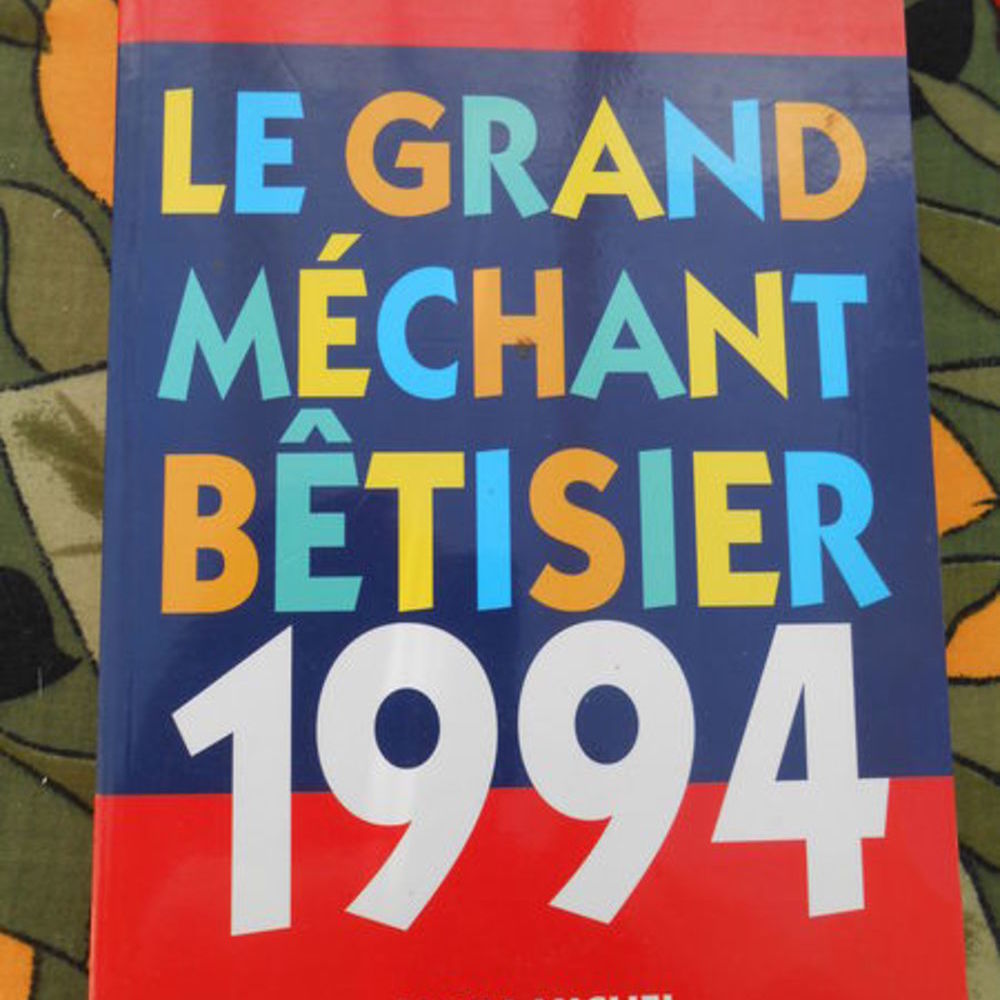 LE GRAND
MÉCHANT
BÊTISIER
1994